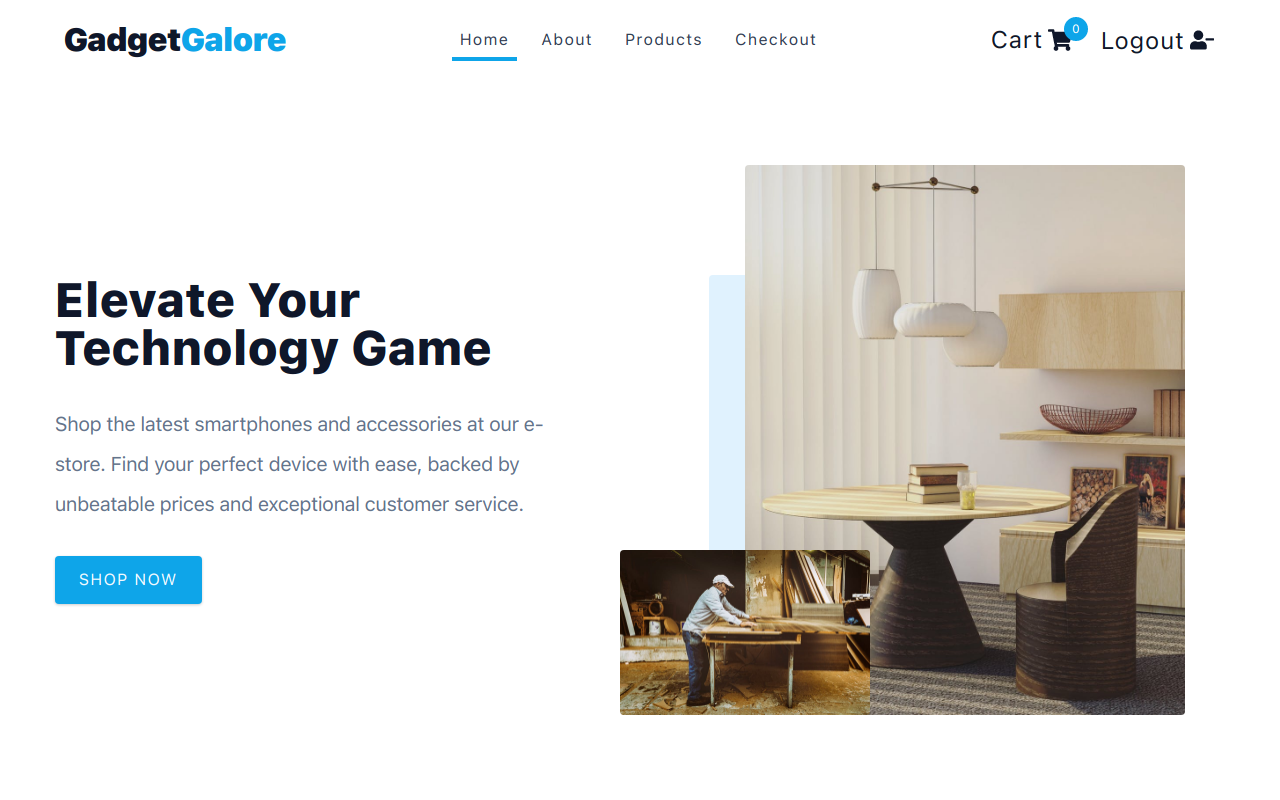 GadgetGalore
Home About Products Checkout
Cart 0 Logout
Elevate Your
Technology Game
Shop the latest smartphones and accessories at our e-
store. Find your perfect device with ease, backed by
unbeatable prices and exceptional customer service.
SHOP NOW